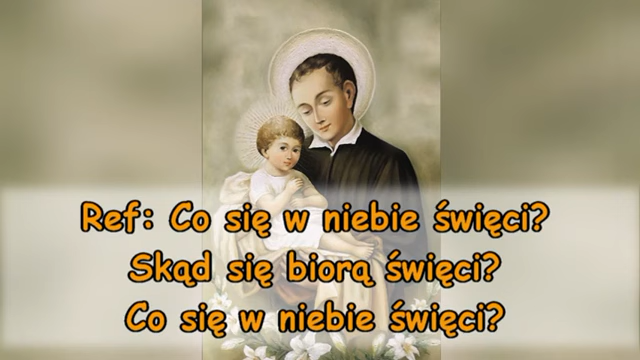 Ref: Co się w niebie święci?
Skąd się biorą święci?
Co się w niebie święci?